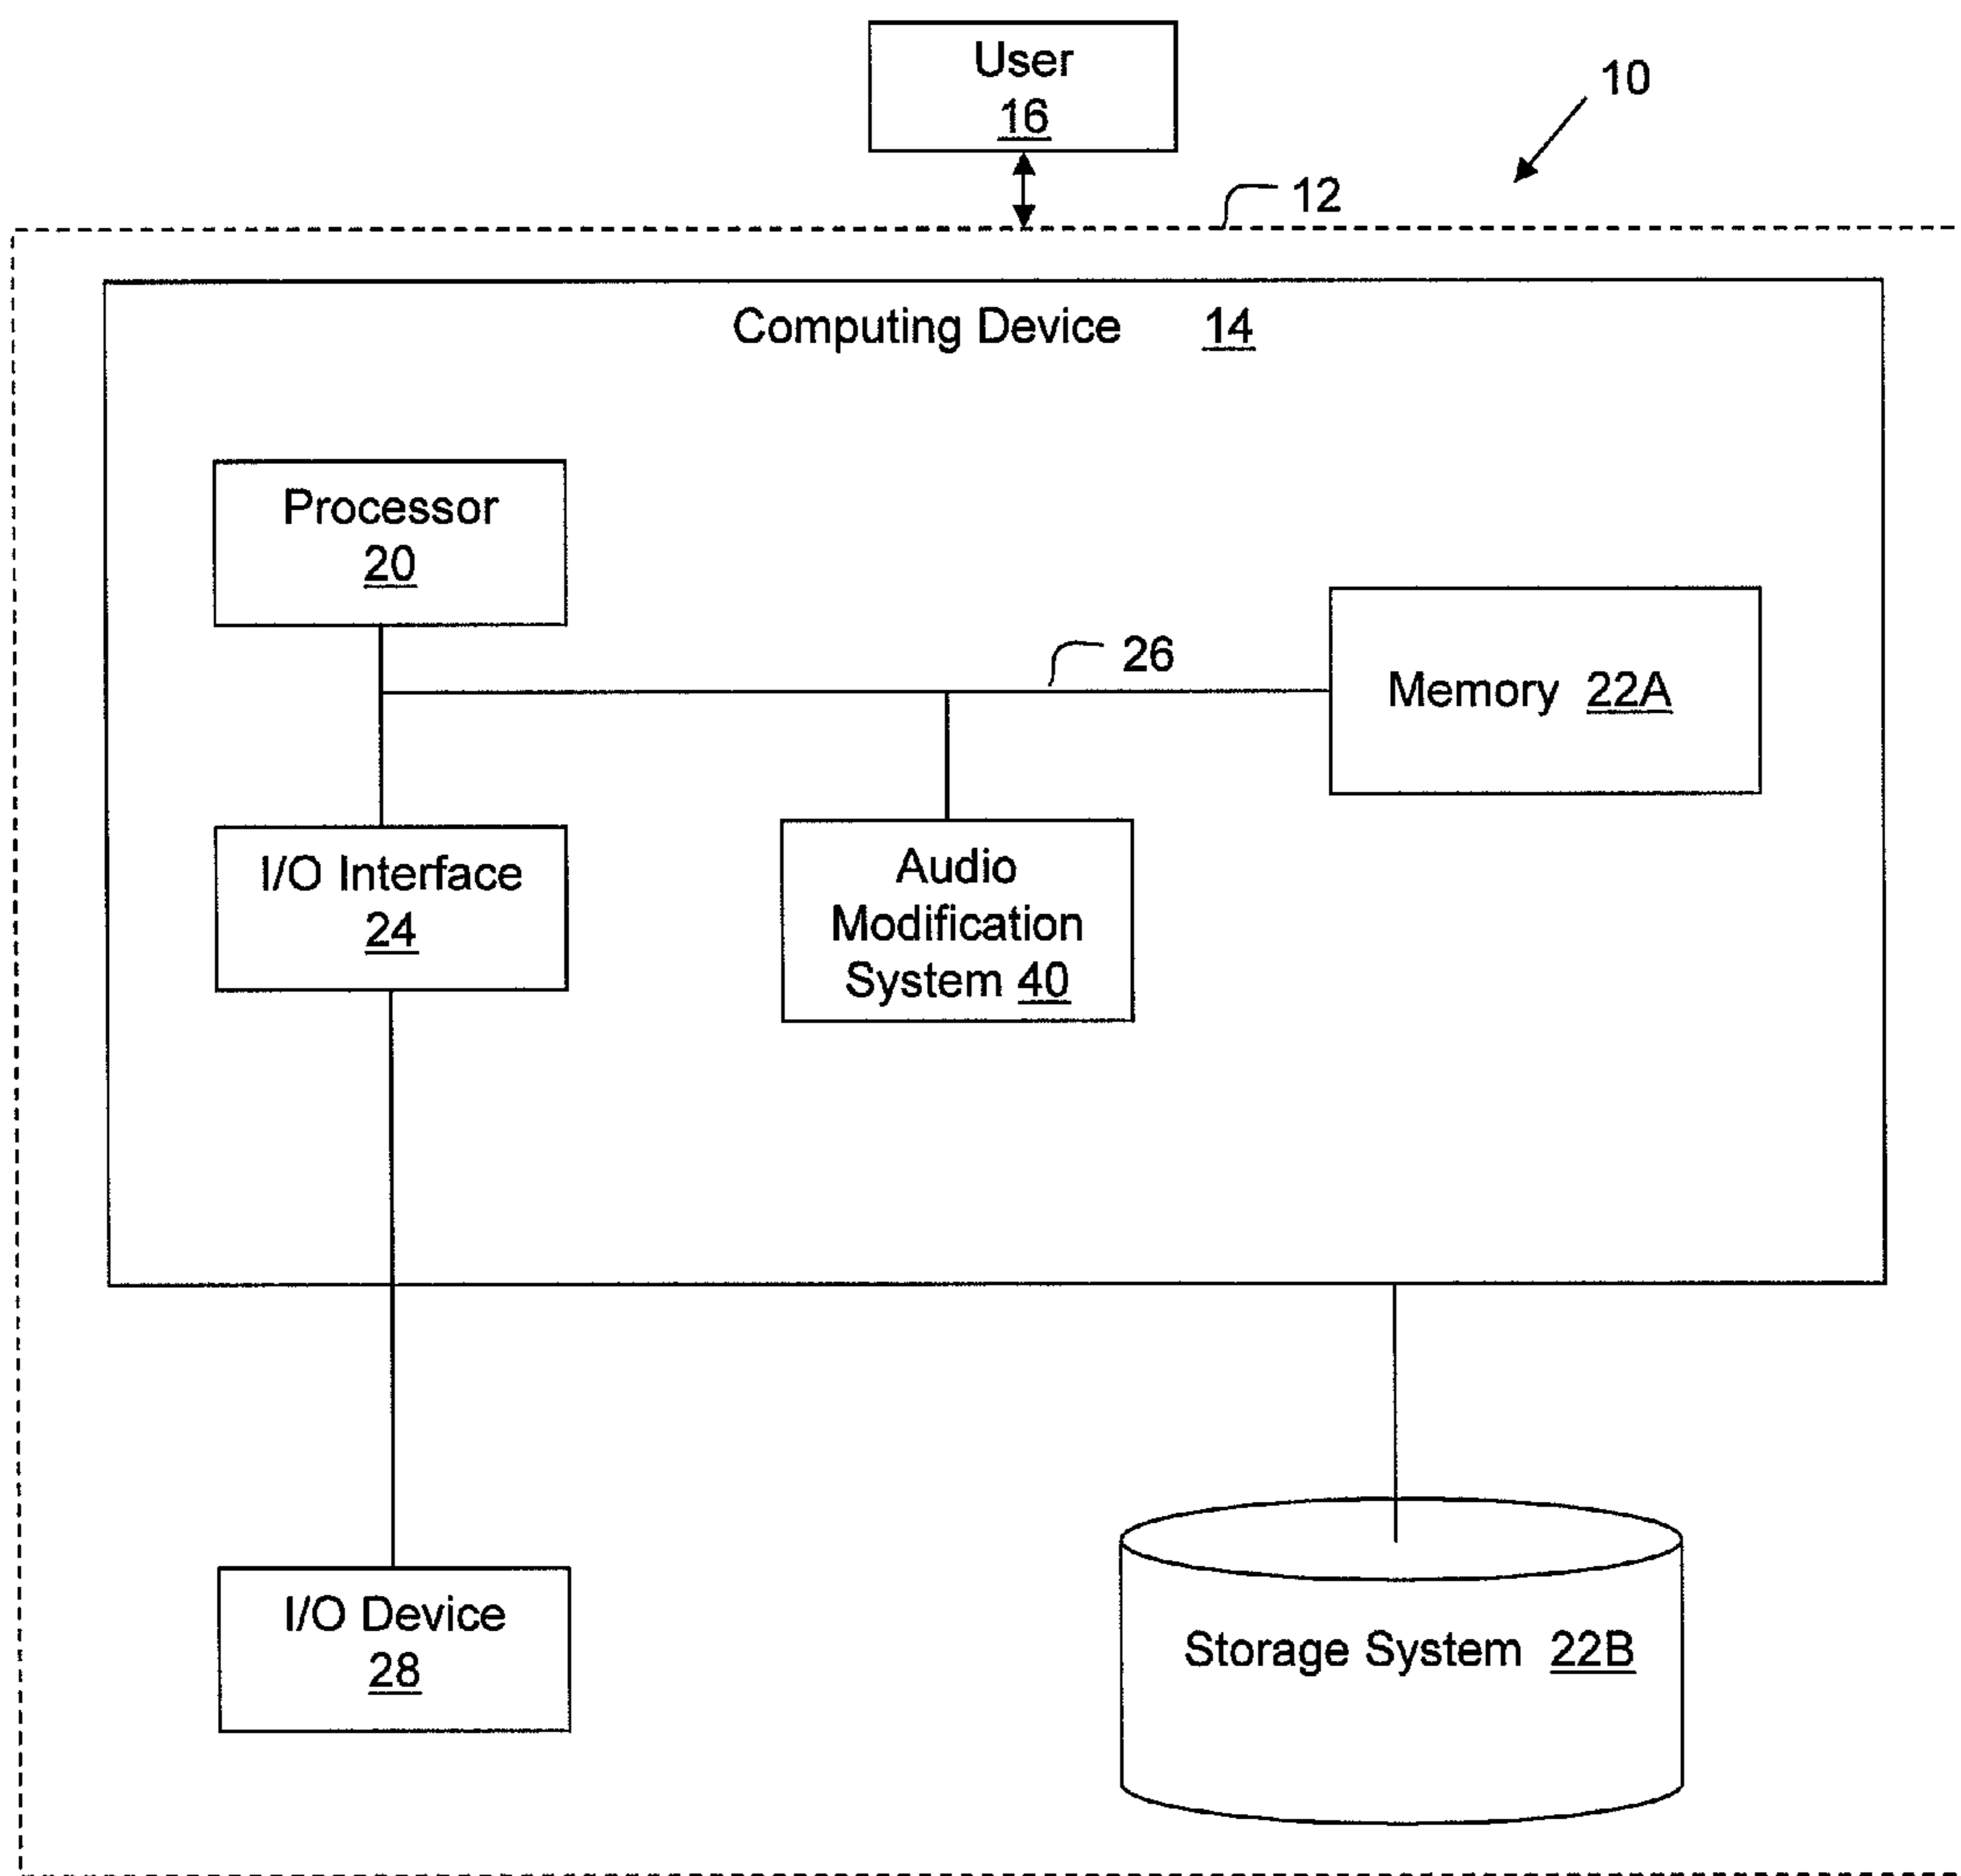 User
16
10
12
Computing Device 14
Processor
20
26
Memory 22A
I/O Interface
24
Audio
Modification
System 40
I/O Device
28
Storage System 22B